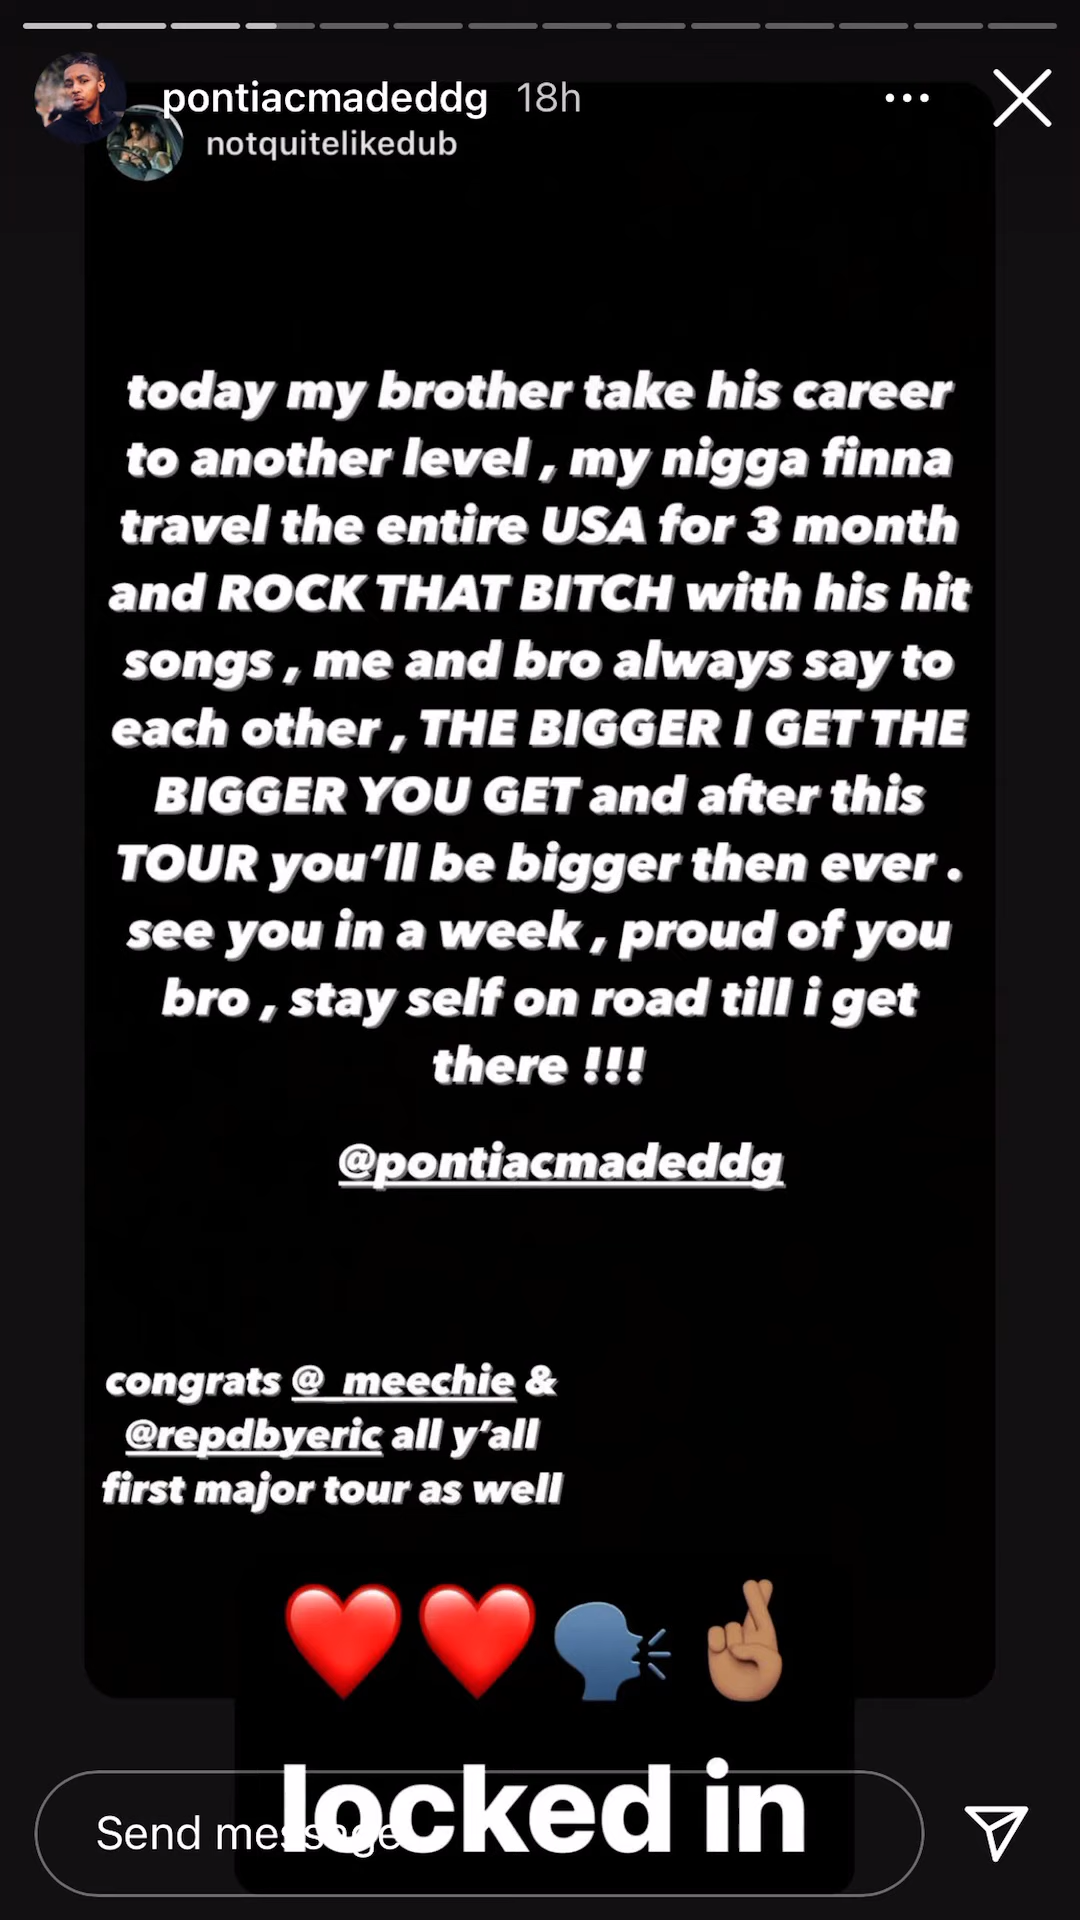 pontiacmadeddg 18h
notquitelikedub
today my brother take his career
to another level , my nigga finna
travel the entire USA for 3 month
and ROCK THAT BITCH with his hit
songs , me and bro always say to
each other , THE BIGGER I GET THE
BIGGER YOU GET and after this
TOUR you’ll be bigger then ever .
see you in a week , proud of you
bro , stay self on road till i get
there !!!
@pontiacmadeddg
congrats @_meechie &
@repdbyeric all y’all
first major tour as well
locked in
Send message